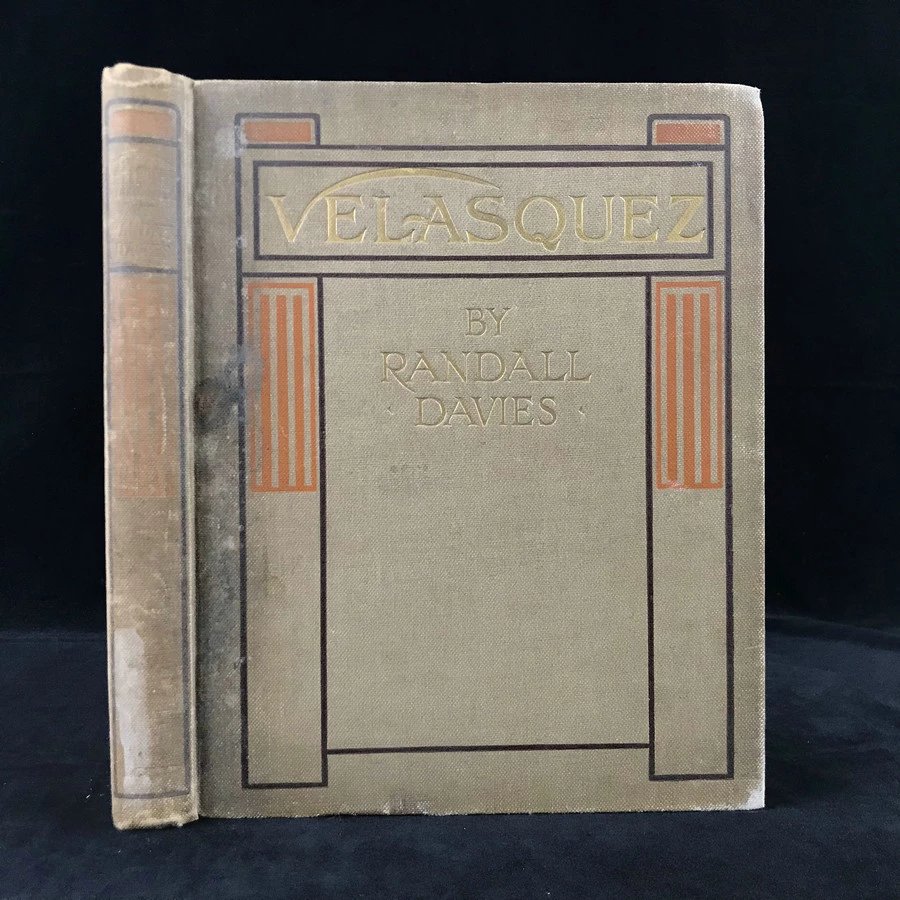 VELASQUEZ
BY
RANDALL
· DAVIES ·